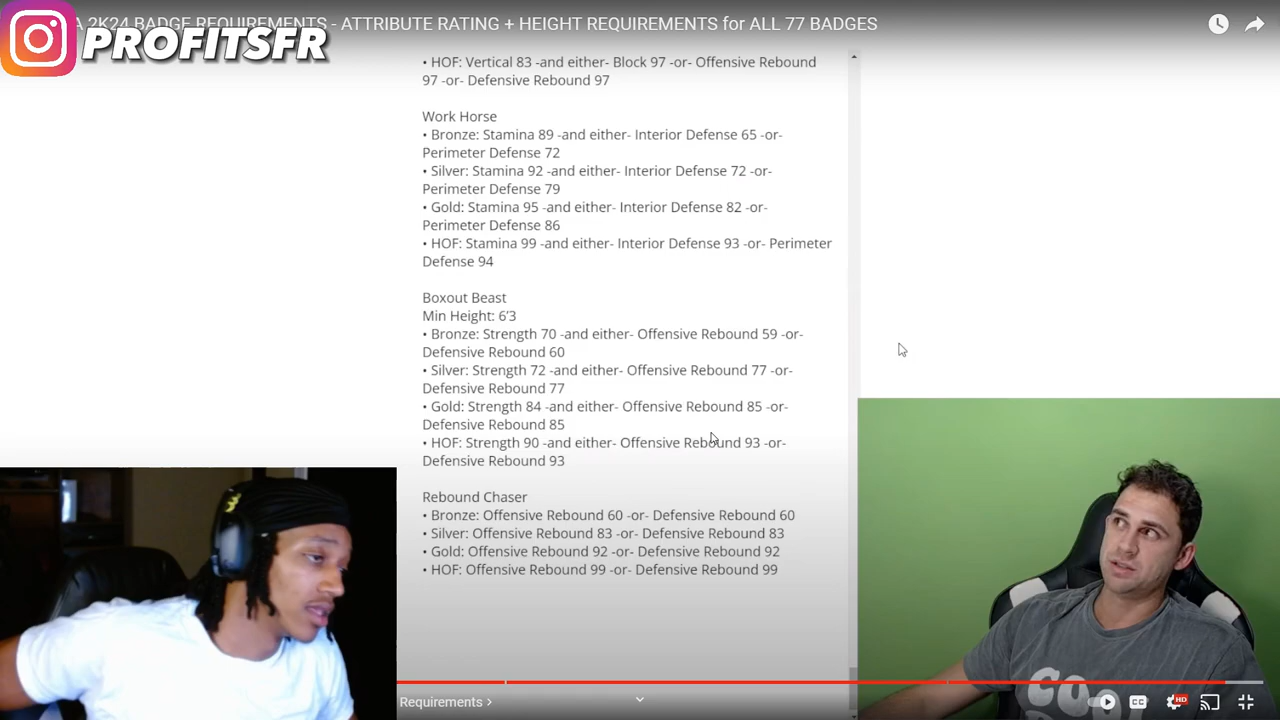 A 2K24 BADGE REQUIREMENTS - ATTRIBUTE RATING + HEIGHT REQUIREMENTS for ALL 77 BADGES
PROFITSFR
• HOF: Vertical 83 -and either- Block 97 -or- Offensive Rebound
97 -or- Defensive Rebound 97
Work Horse
• Bronze: Stamina 89 -and either- Interior Defense 65 -or-
Perimeter Defense 72
• Silver: Stamina 92 -and either- Interior Defense 72 -or-
Perimeter Defense 79
• Gold: Stamina 95 -and either- Interior Defense 82 -or-
Perimeter Defense 86
• HOF: Stamina 99 -and either- Interior Defense 93 -or- Perimeter
Defense 94
Boxout Beast
Min Height: 6’3
• Bronze: Strength 70 -and either- Offensive Rebound 59 -or-
Defensive Rebound 60
• Silver: Strength 72 -and either- Offensive Rebound 77 -or-
Defensive Rebound 77
• Gold: Strength 84 -and either- Offensive Rebound 85 -or-
Defensive Rebound 85
• HOF: Strength 90 -and either- Offensive Rebound 93 -or-
Defensive Rebound 93
Rebound Chaser
• Bronze: Offensive Rebound 60 -or- Defensive Rebound 60
• Silver: Offensive Rebound 83 -or- Defensive Rebound 83
• Gold: Offensive Rebound 92 -or- Defensive Rebound 92
• HOF: Offensive Rebound 99 -or- Defensive Rebound 99
Requirements
CC
HD